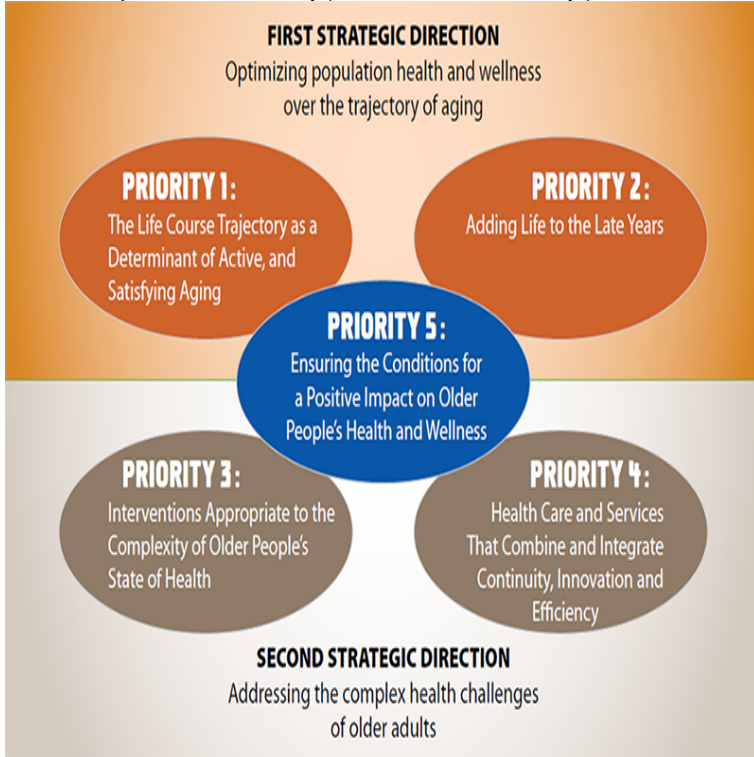 FIRST STRATEGIC DIRECTION
Optimizing population health and wellness
over the trajectory of aging
PRIORITY 1:
The Life Course Trajectory as a
Determinant of Active, and
Satisfying Aging
PRIORITY 2:
Adding Life to the Late Years
PRIORITY 5:
Ensuring the Conditions for
a Positive Impact on Older
People's Health and Wellness
PRIORITY 3:
Interventions Appropriate to the
Complexity of Older People's
State of Health
PRIORITY 4:
Health Care and Services
That Combine and Integrate
Continuity, Innovation and
Efficiency
SECOND STRATEGIC DIRECTION
Addressing the complex health challenges
of older adults